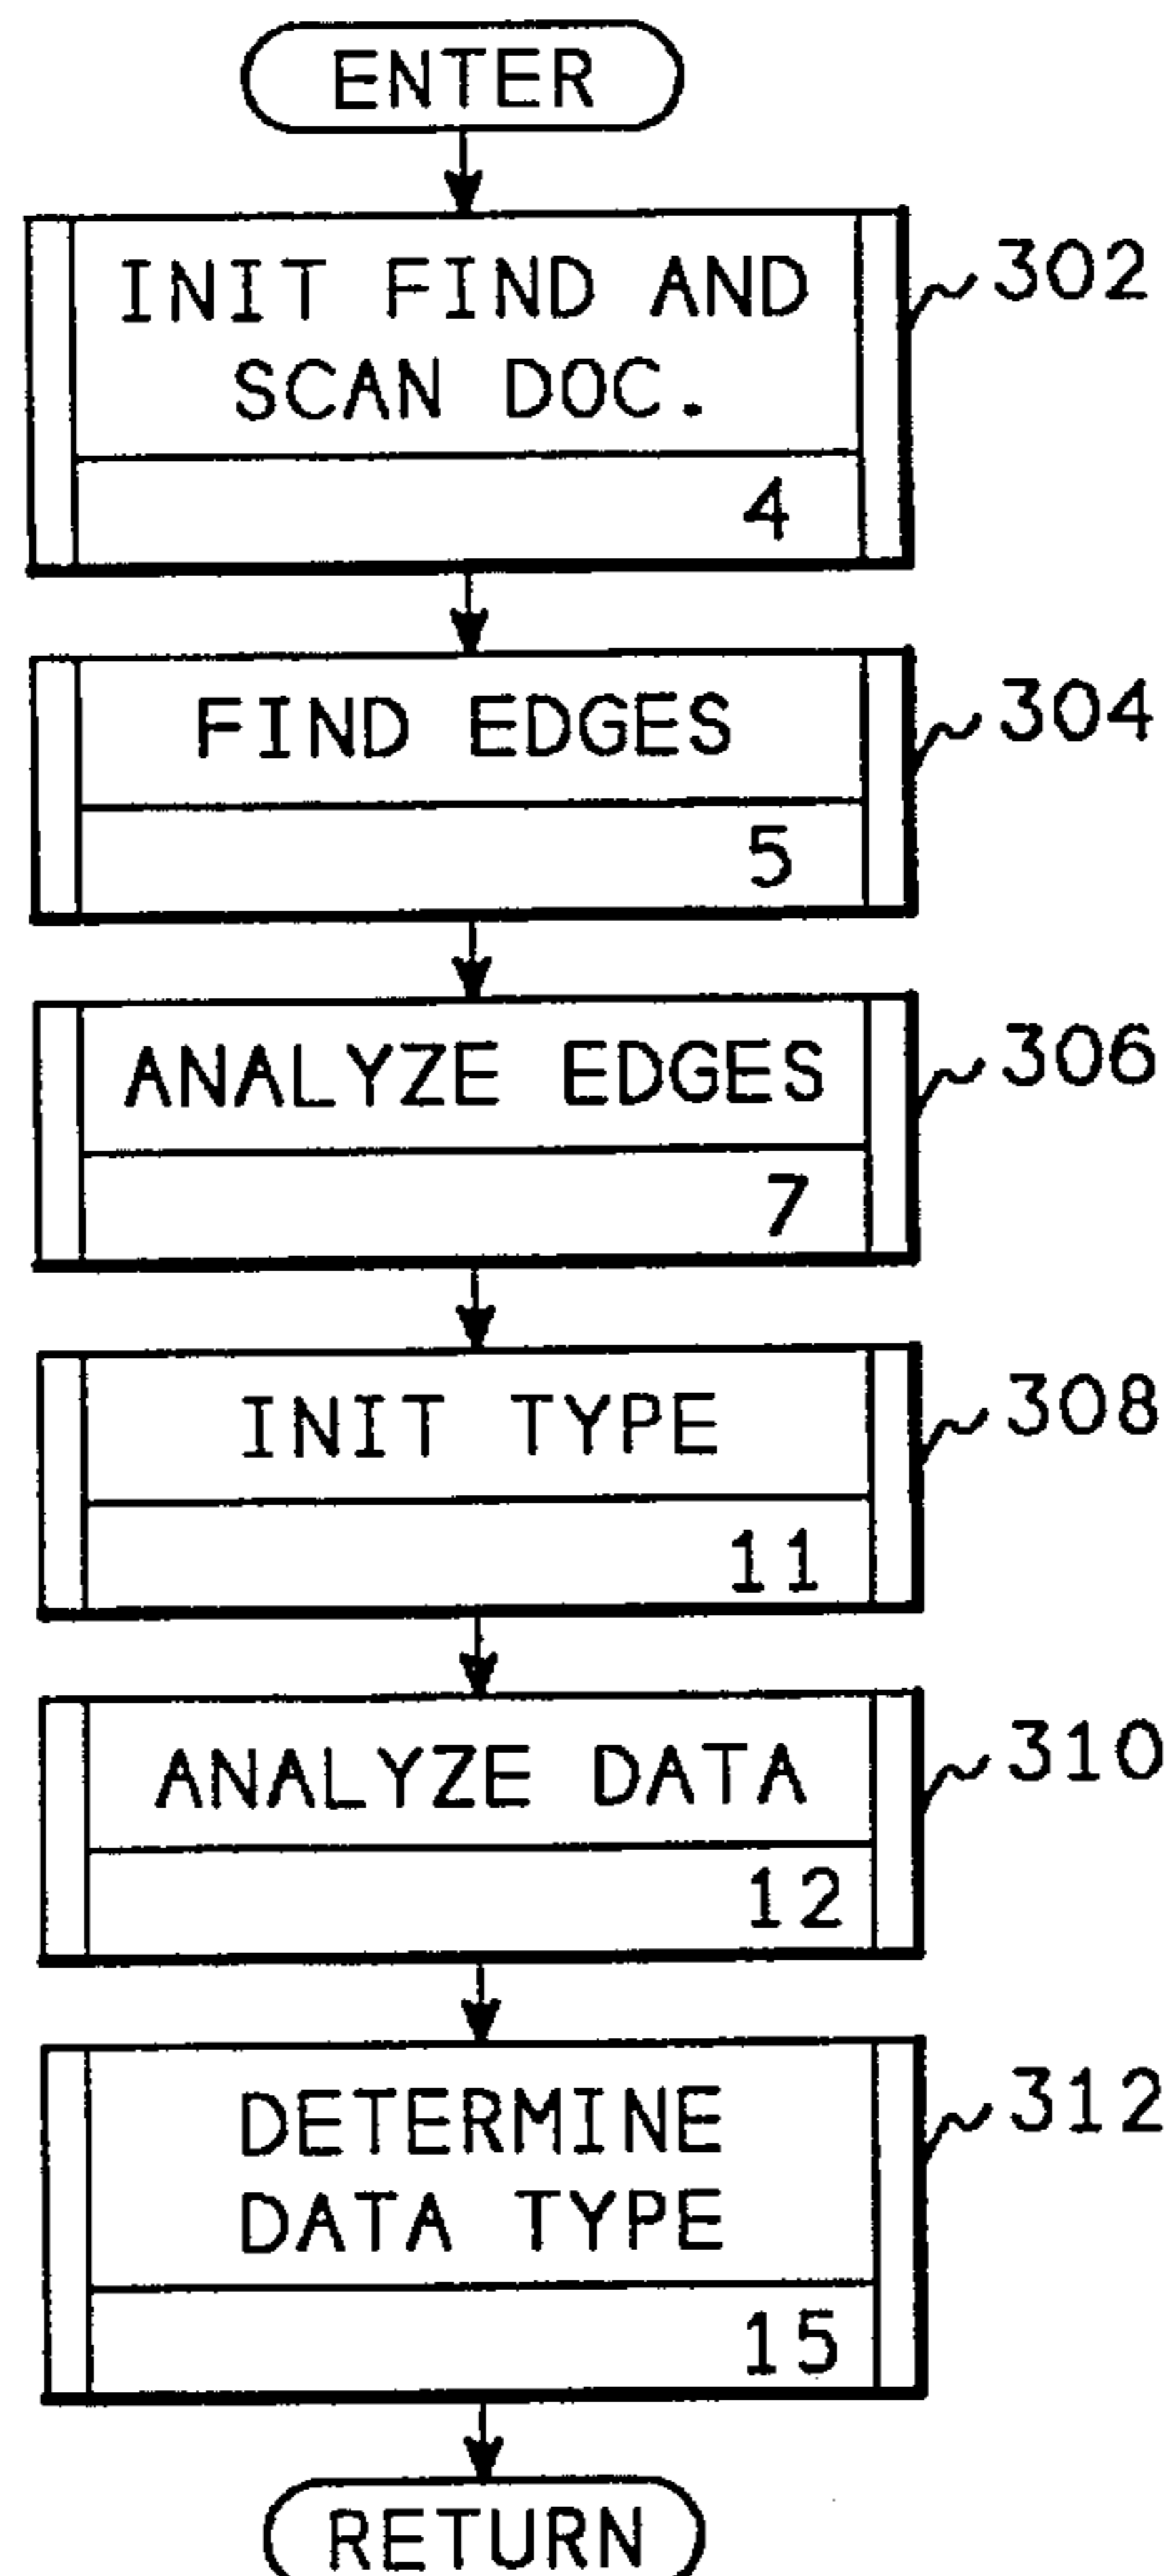 ENTER
INIT FIND AND
SCAN DOC.
302
4
FIND EDGES
304
5
ANALYZE EDGES
306
7
INIT TYPE
308
11
ANALYZE DATA
310
12
DETERMINE
312
DATA TYPE
15
RETURN